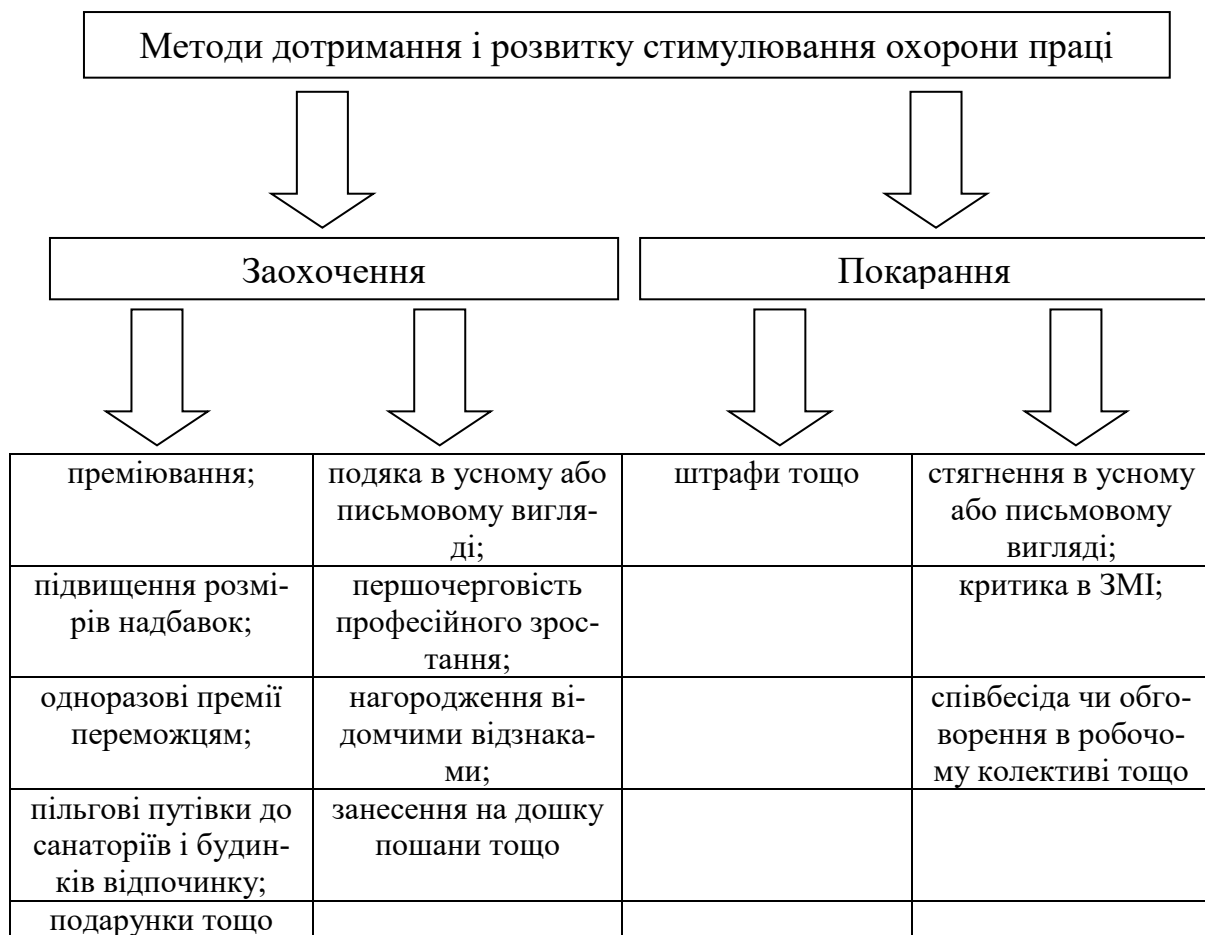 Методи дотримання і розвитку стимулювання охорони праці
Заохочення
Покарання
преміювання;
подяка в усному або
письмовому вигля-
ді;
штрафи тощо
стягнення в усному
або письмовому
вигляді;
підвищення розмі-
рів надбавок;
першочерговість
професійного зрос-
тання;
критика в ЗМІ;
одноразові премії
переможцям;
нагородження ві-
домчими відзнака-
ми;
співбесіда чи обго-
ворення в робочо-
му колективі тощо
пільгові путівки до
санаторіїв і будин-
ків відпочинку;
занесення на дошку
пошани тощо
подарунки тощо